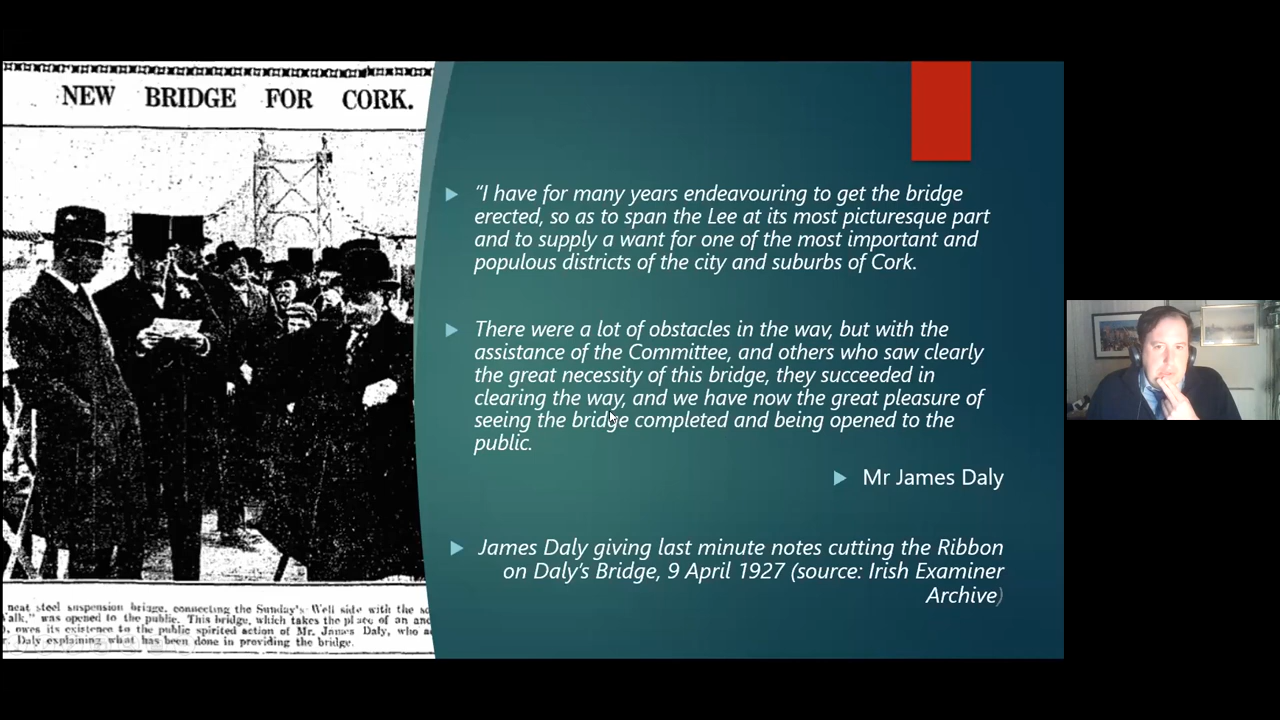 NEW BRIDGE FOR CORK.
neat steel suspension bridge, connecting the Sunday's Well side with the
alk," was opened to the public. This bridge, which takes the place of an
owes its existence to the public spirited action of Mr. James Daly, who
Daly explaining what has been done in providing the bridge.
“I have for many years endeavouring to get the bridge
erected, so as to span the Lee at its most picturesque part
and to supply a want for one of the most important and
populous districts of the city and suburbs of Cork.
There were a lot of obstacles in the wav, but with the
assistance of the Committee, and others who saw clearly
the great necessity of this bridge, they succeeded in
clearing the way, and we have now the great pleasure of
seeing the bridge completed and being opened to the
public.
Mr James Daly
James Daly giving last minute notes cutting the Ribbon
on Daly’s Bridge, 9 April 1927 (source: Irish Examiner
Archive)